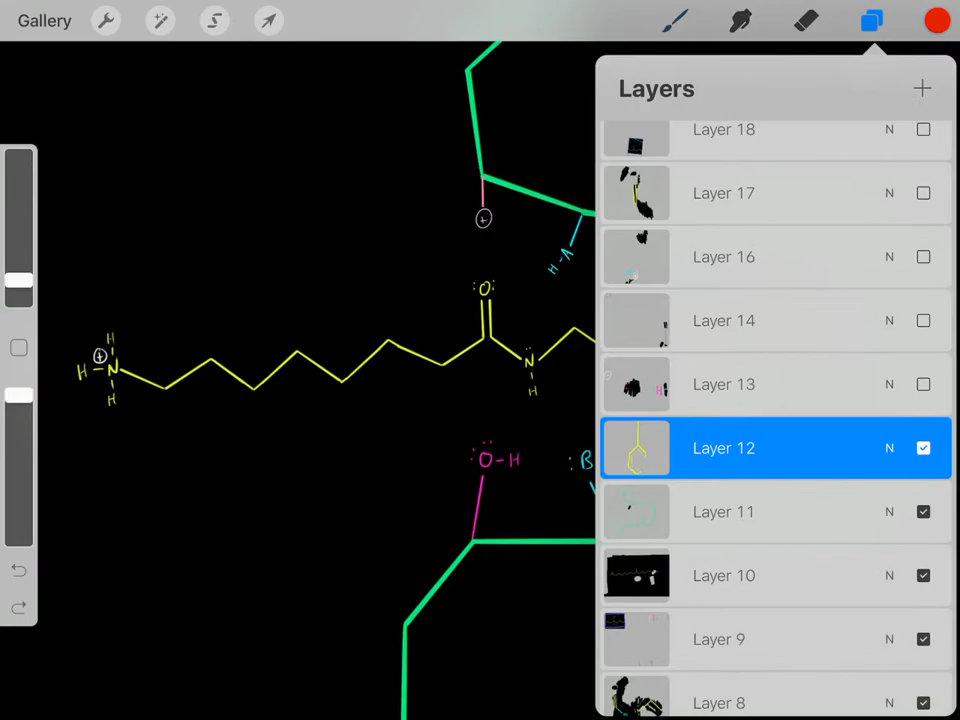 Gallery
Layers
Layer 18 N
Layer 17 N
Layer 16 N
Layer 14 N
Layer 13 N
Layer 12 N
Layer 11 N
Layer 10 N
Layer 9 N
Layer 8 N
+
H-A
:O:
H
H-N
+
H
N
H
:O-H
:B